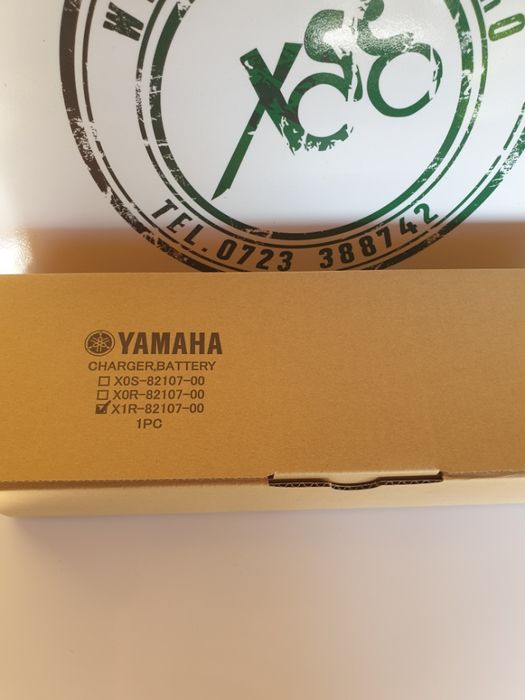 TEL.0723 388742
YAMAHA
CHARGER,BATTERY
X0S-82107-00
X0R-82107-00
X1R-82107-00
1PC